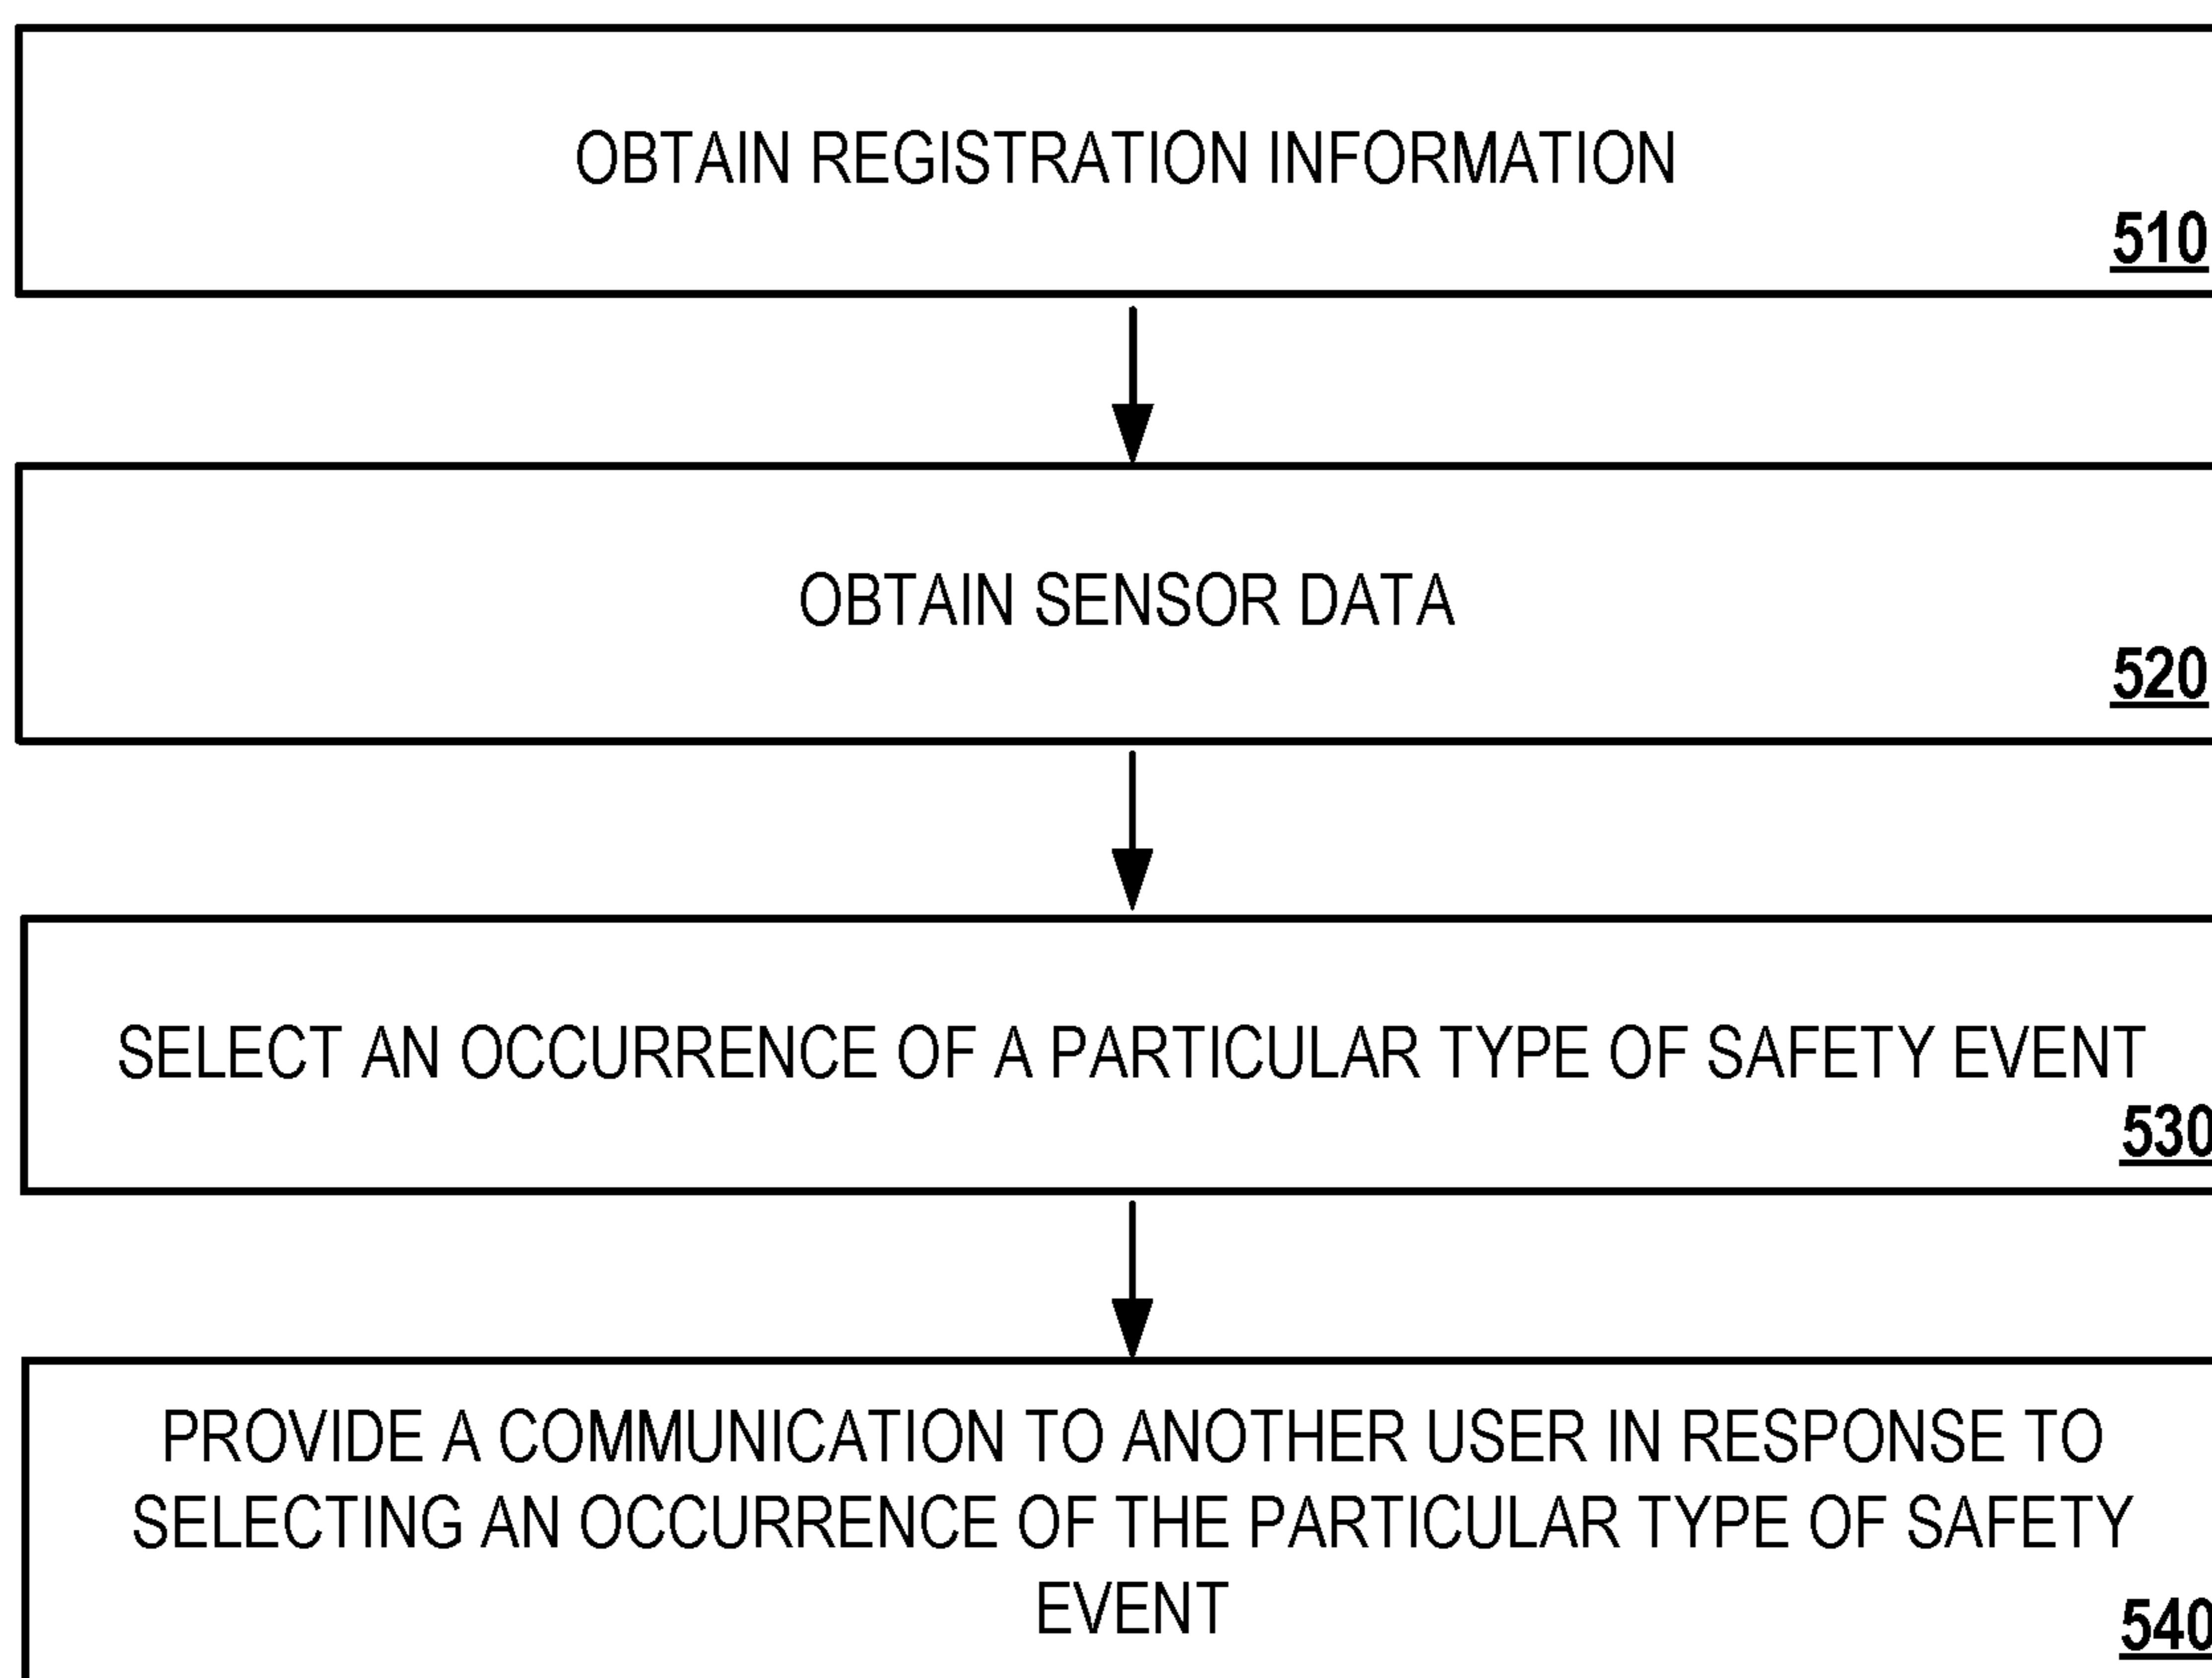 OBTAIN REGISTRATION INFORMATION
510
OBTAIN SENSOR DATA
520
SELECT AN OCCURRENCE OF A PARTICULAR TYPE OF SAFETY EVENT
530
PROVIDE A COMMUNICATION TO ANOTHER USER IN RESPONSE TO
SELECTING AN OCCURRENCE OF THE PARTICULAR TYPE OF SAFETY
EVENT
540